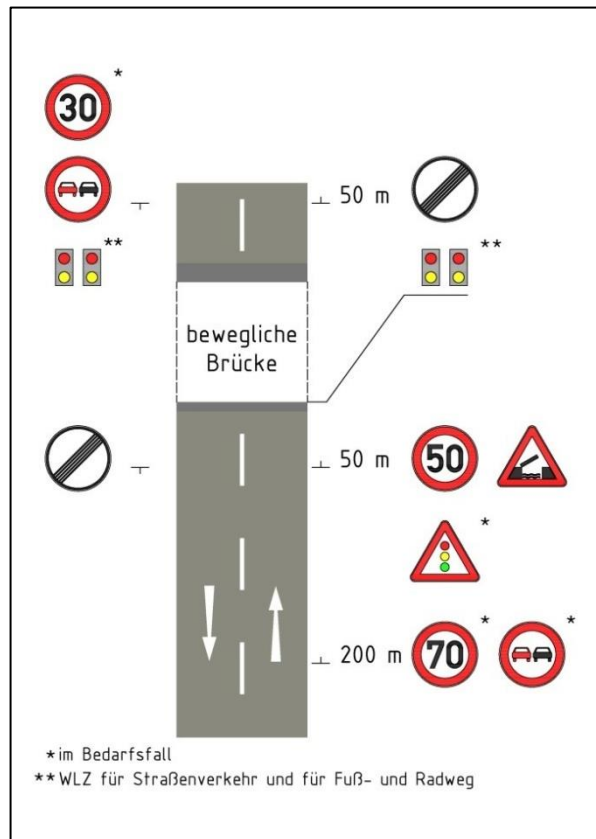 *
30
50 m
**
**
bewegliche
Brücke
50 m
50
*
200 m
70
*
*
*im Bedarfsfall
**WLZ für Straßenverkehr und für Fuß- und Radweg